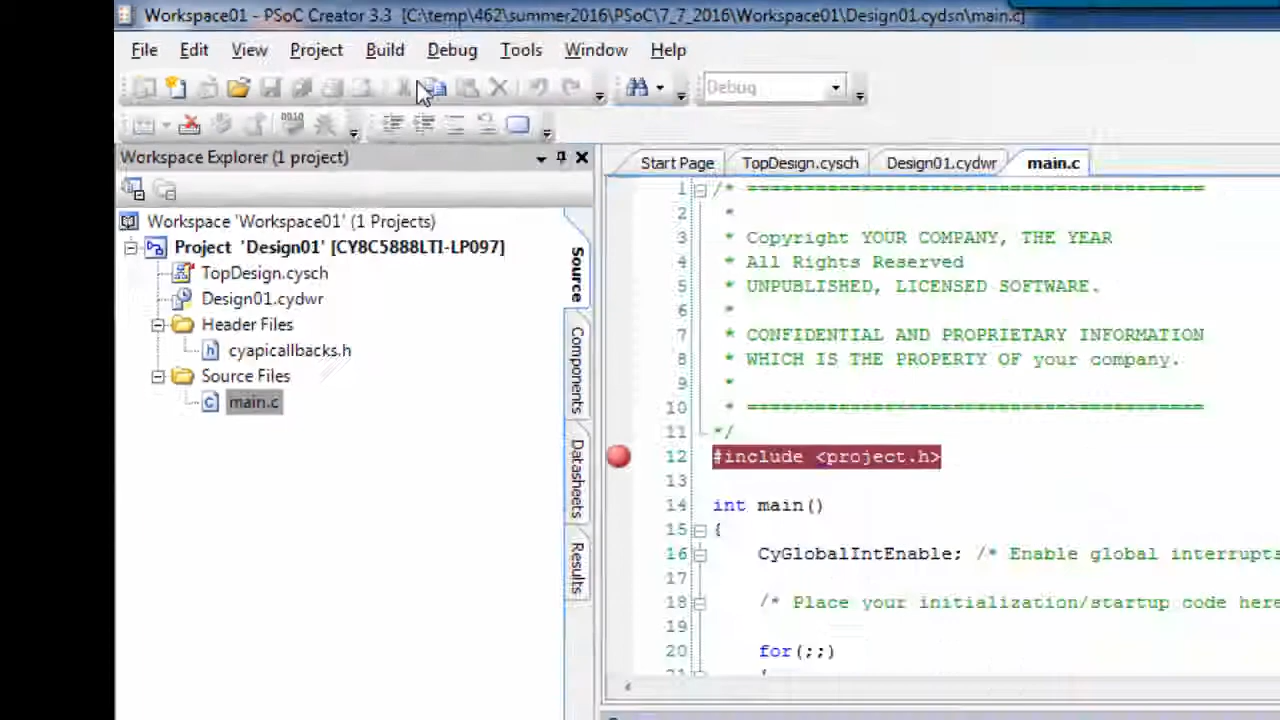 Workspace01 - PSoC Creator 3.3 [C:\temp\462\summer2016\PSoC\7_7_2016\Workspace01\Design01.cydsn\main.c]
File Edit View Project Build Debug Tools Window Help
Debug
Workspace Explorer (1 project)
Workspace 'Workspace01' (1 Projects)
Project 'Design01' [CY8C5888LTI-LP097]
TopDesign.cysch
Design01.cydwr
Header Files
cyapicallbacks.h
Source Files
main.c
Source
Components
Datasheets
Results
Start Page TopDesign.cysch Design01.cydwr main.c
1 /* ========================================
2 *
3 * Copyright YOUR COMPANY, THE YEAR
4 * All Rights Reserved
5 * UNPUBLISHED, LICENSED SOFTWARE.
6 *
7 * CONFIDENTIAL AND PROPRIETARY INFORMATION
8 * WHICH IS THE PROPERTY OF your company.
9 *
10 * ========================================
11 */
12 #include <project.h>
13
14 int main()
15 {
16 CyGlobalIntEnable; /* Enable global interrupts
17
18 /* Place your initialization/startup code here
19
20 for(;;)